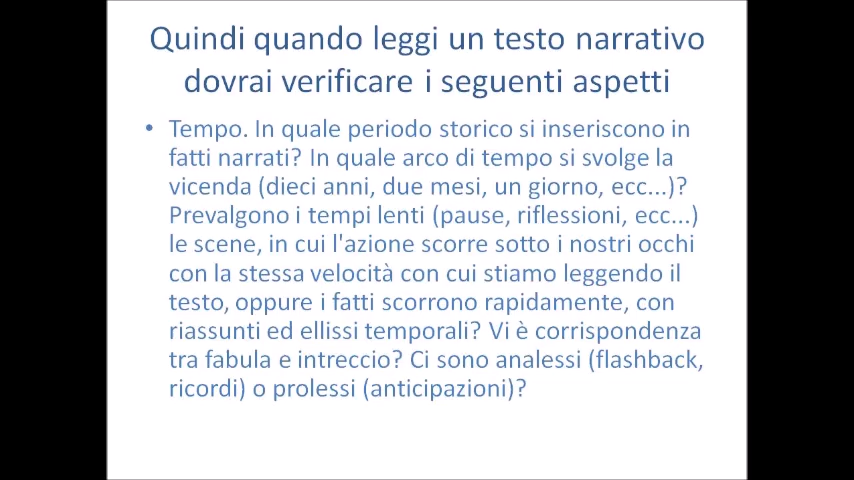 Quindi quando leggi un testo narrativo
dovrai verificare i seguenti aspetti
• Tempo. In quale periodo storico si inseriscono in
fatti narrati? In quale arco di tempo si svolge la
vicenda (dieci anni, due mesi, un giorno, ecc...)?
Prevalgono i tempi lenti (pause, riflessioni, ecc...)
le scene, in cui l'azione scorre sotto i nostri occhi
con la stessa velocità con cui stiamo leggendo il
testo, oppure i fatti scorrono rapidamente, con
riassunti ed ellissi temporali? Vi è corrispondenza
tra fabula e intreccio? Ci sono analessi (flashback,
ricordi) o prolessi (anticipazioni)?